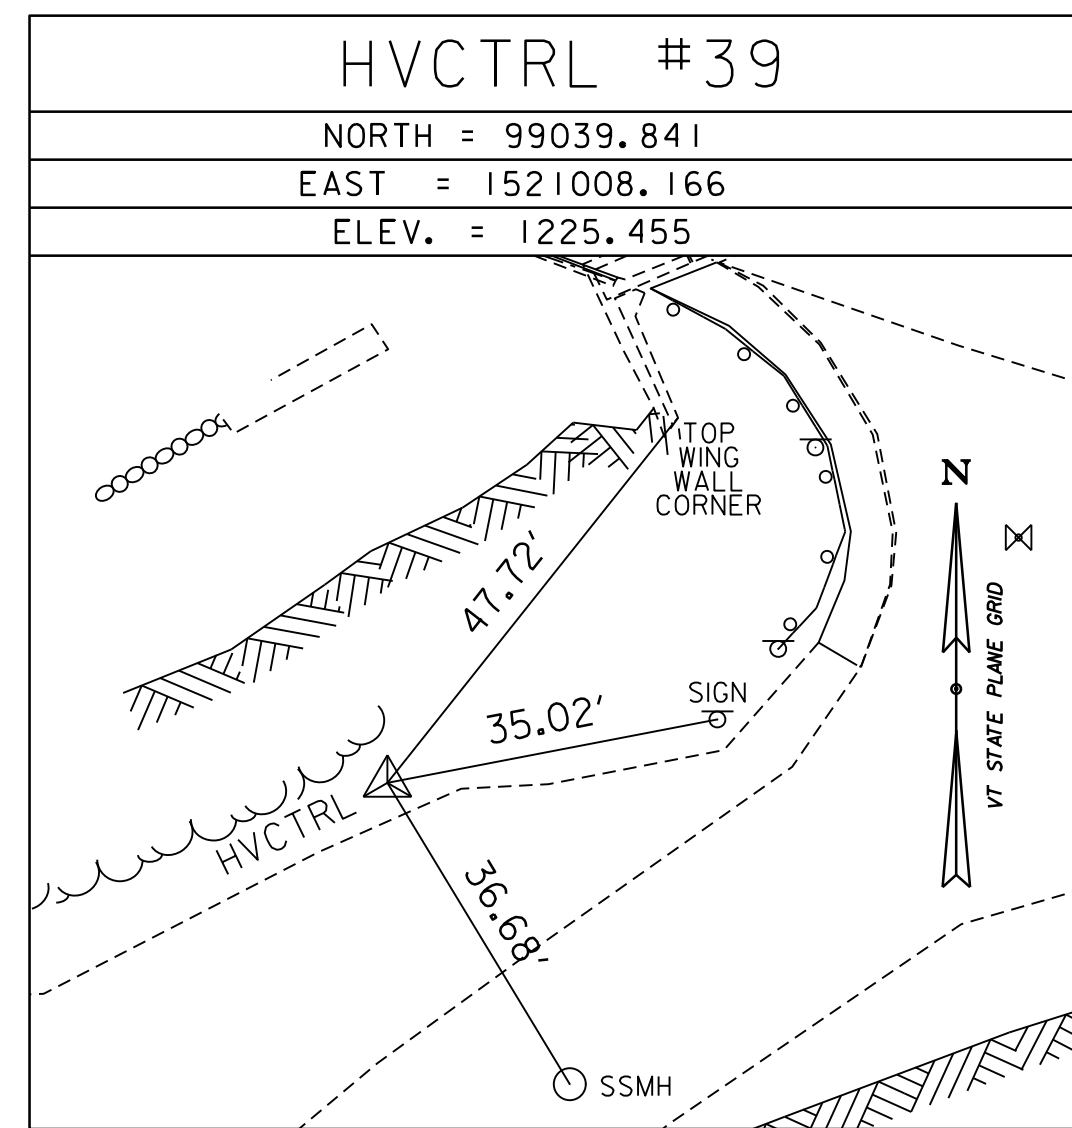 HVCTRL #39
NORTH = 99039.841
EAST = 1521008.166
ELEV. = 1225.455
TOP
WING
WALL
CORNER
N
VT STATE PLANE GRID
47.72'
SIGN
35.02'
HVCTRL
36.68'
SSMH